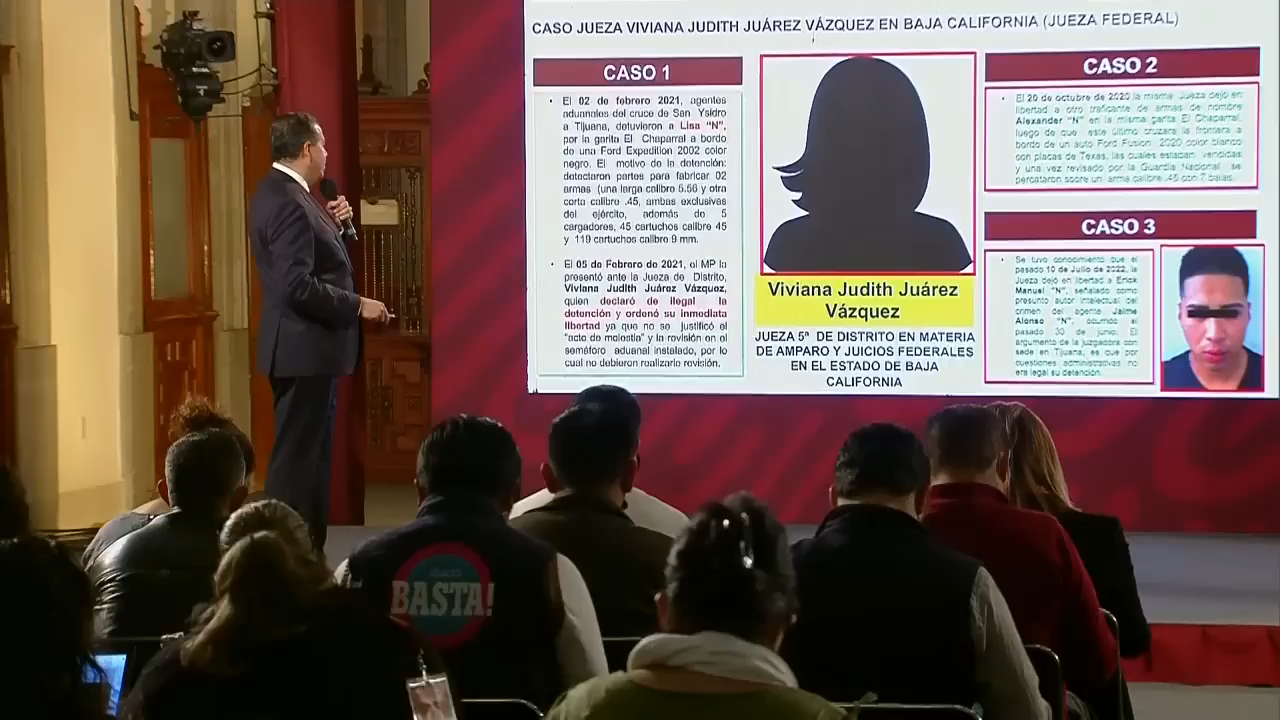 CASO JUEZA VIVIANA JUDITH JUÁREZ VÁZQUEZ EN BAJA CALIFORNIA (JUEZA FEDERAL)
CASO 1
• El 02 de febrero 2021, agentes
aduanales del cruce de San Ysidro
a Tijuana, detuvieron a Lisa "N",
por la garita El Chaparral a bordo
de una Ford Expedition 2002 color
negro. El motivo de la detención:
detectaron partes para fabricar 02
armas (una larga calibre 5.56 y otra
corta calibre .45, ambas exclusivas
del ejército, además de 5
cargadores, 45 cartuchos calibre 45
y 119 cartuchos calibre 9 mm.
• El 05 de Febrero de 2021, el MP la
presentó ante la Jueza de Distrito,
Viviana Judith Juárez Vázquez,
quien declaró de ilegal la
detención y ordenó su inmediata
libertad ya que no se justificó el
"acto de molestia" y la revisión en el
semáforo aduanal instalado, por lo
cual no debieron realizarlo revisión.
Viviana Judith Juárez
Vázquez
JUEZA 5ª DE DISTRITO EN MATERIA
DE AMPARO Y JUICIOS FEDERALES
EN EL ESTADO DE BAJA
CALIFORNIA
CASO 2
• El 20 de octubre de 2020 la misma Jueza dejó en
libertad a otro traficante de armas de nombre
Alexander "N" en la misma garita El Chaparral,
luego de que este último cruzara la frontera a
bordo de un auto Ford Fusion 2020 color blanco
con placas de Texas, las cuales estaban vencidas
y una vez revisado por la Guardia Nacional se
percataron sobre un arma calibre .45 con 7 balas.
CASO 3
• Se tuvo conocimiento que el
pasado 10 de Julio de 2022, la
Jueza dejó en libertad a Erick
Manuel "N", señalado como
presunto autor intelectual del
crimen del agente Jaime
Alonso "N", ocurrido el
pasado 30 de junio. El
argumento de la juzgadora con
sede en Tijuana, es que por
cuestiones administrativas no
era legal su detención.
BASTA!